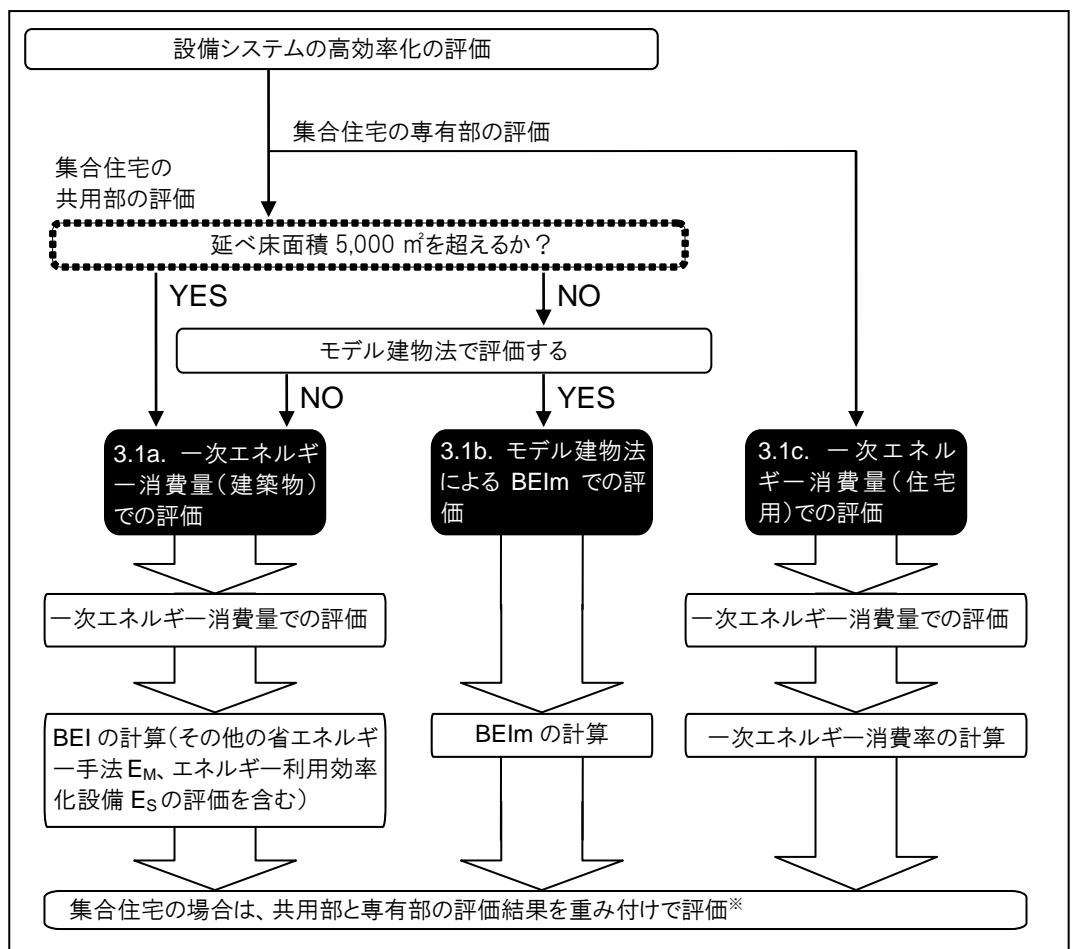 設備システムの高効率化の評価
集合住宅の専有部の評価
集合住宅の
共用部の評価
延べ床面積 5,000 ㎡を超えるか?
YES
NO
モデル建物法で評価する
NO
YES
3.1a. 一次エネルギ
ー消費量(建築物)
での評価
3.1b. モデル建物法
による BEIm での評
価
3.1c. 一次エネル
ギー消費量(住宅
用)での評価
一次エネルギー消費量での評価
一次エネルギー消費量での評価
BEI の計算(その他の省エネルギ
ー手法 EM、エネルギー利用効率
化設備 ES の評価を含む)
BEIm の計算
一次エネルギー消費率の計算
集合住宅の場合は、共用部と専有部の評価結果を重み付けで評価※